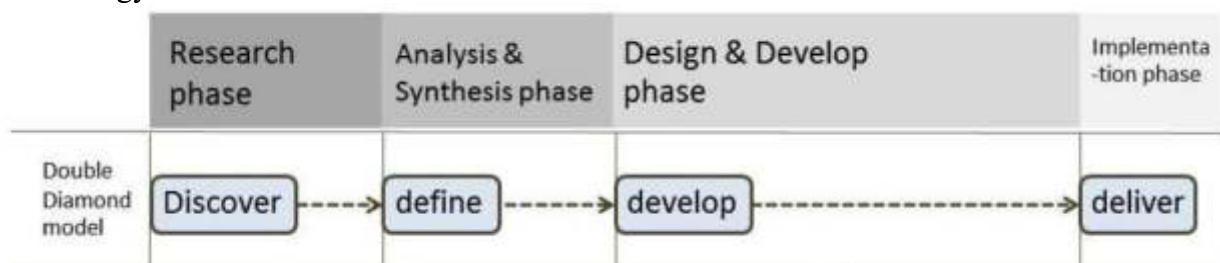 Research
phase
Analysis &
Synthesis phase
Design & Develop
phase
Implementa
-tion phase
Double
Diamond
model
Discover
define
develop
deliver